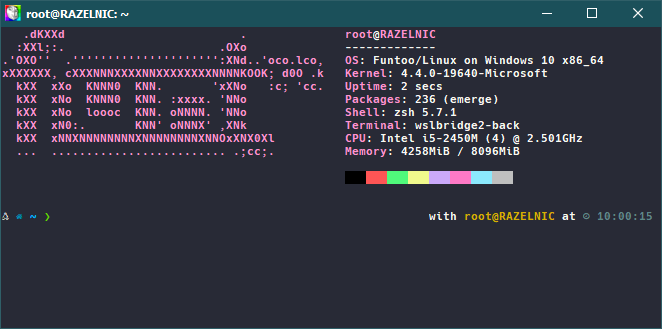 root@RAZELNIC: ~
   .dKXXd                         .
  :XXl;:.                      .OXo
.'OXO''  .''''''''''''''''''''':XNd..'oco.lco,
xXXXXXX, cXXXNNNXXXXNNXXXXXXXXNNNNKOOK; d0O .k
  kXX  xXo  KNNN0  KNN.       'xXNo   :c; 'cc.
  kXX  xNo  KNNN0  KNN. :xxxx. 'NNo
  kXX  xNo  loooc  KNN. oNNNN. 'NNo
  kXX  xN0:.       KNN' oNNNX' ,XNk
  kXX  xNNXNNNNNNNNXNNNNNNNNXNNOxXNX0Xl
  ...  ......................... .;cc;.
root@RAZELNIC
-------------
OS: Funtoo/Linux on Windows 10 x86_64
Kernel: 4.4.0-19640-Microsoft
Uptime: 2 secs
Packages: 236 (emerge)
Shell: zsh 5.7.1
Terminal: wslbridge2-back
CPU: Intel i5-2450M (4) @ 2.501GHz
Memory: 4258MiB / 8096MiB
~ ❯ with root@RAZELNIC at 10:00:15